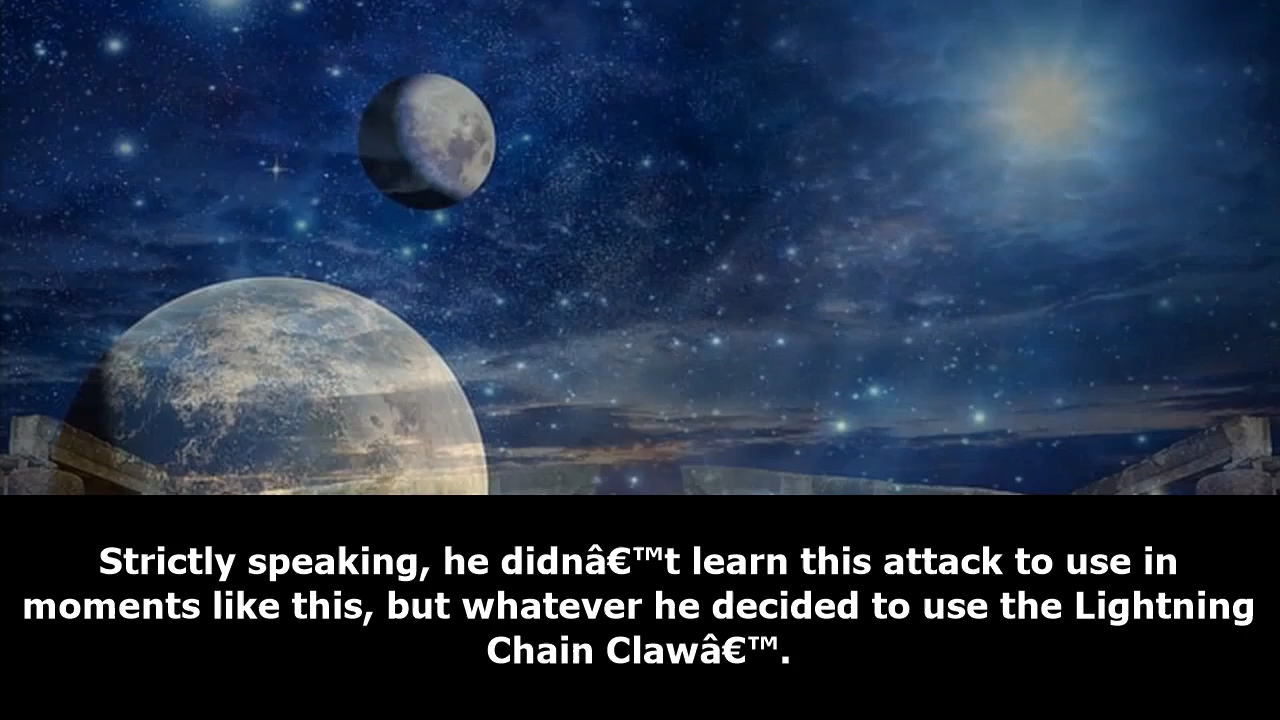 Strictly speaking, he didnâ€™t learn this attack to use in
moments like this, but whatever he decided to use the Lightning
Chain Clawâ€™.